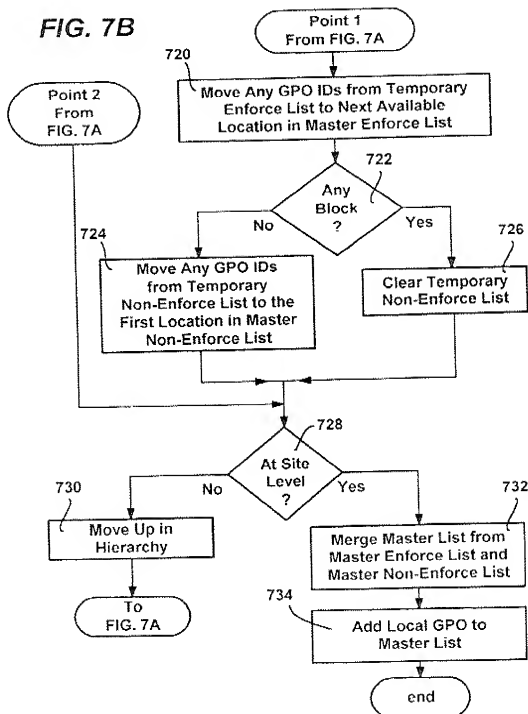 FIG. 7B
Point 1
From FIG. 7A
720
Move Any GPO IDs from Temporary
Enforce List to Next Available
Location in Master Enforce List
Point 2
From
FIG. 7A
722
Any
Block
?
No
Yes
724
Move Any GPO IDs
from Temporary
Non-Enforce List to the
First Location in Master
Non-Enforce List
726
Clear Temporary
Non-Enforce List
728
At Site
Level
?
No
Yes
730
Move Up in
Hierarchy
To
FIG. 7A
732
Merge Master List from
Master Enforce List and
Master Non-Enforce List
734
Add Local GPO to
Master List
end